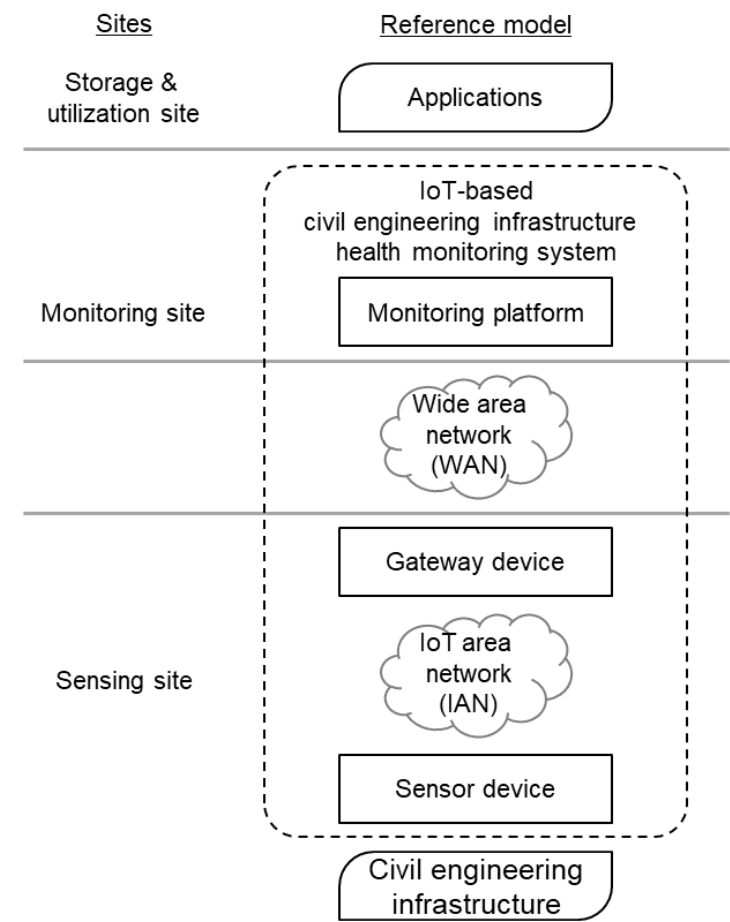 Sites
Reference model
Storage &
utilization site
Applications
IoT-based
civil engineering infrastructure
health monitoring system
Monitoring site
Monitoring platform
Wide area
network
(WAN)
Gateway device
IoT area
network
(IAN)
Sensing site
Sensor device
Civil engineering
infrastructure